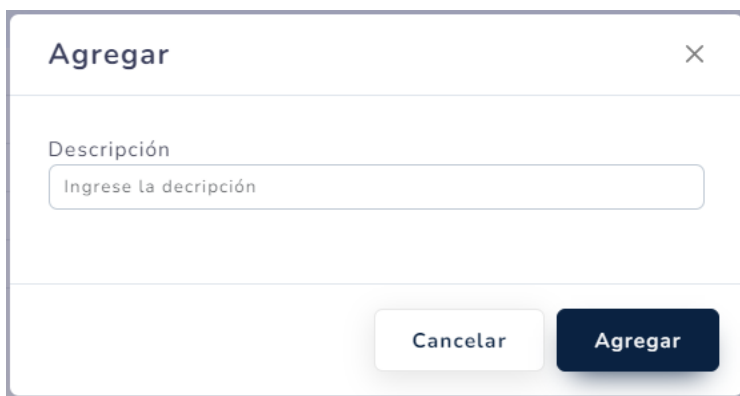 Agregar
Descripción
Ingrese la decripción
Cancelar Agregar